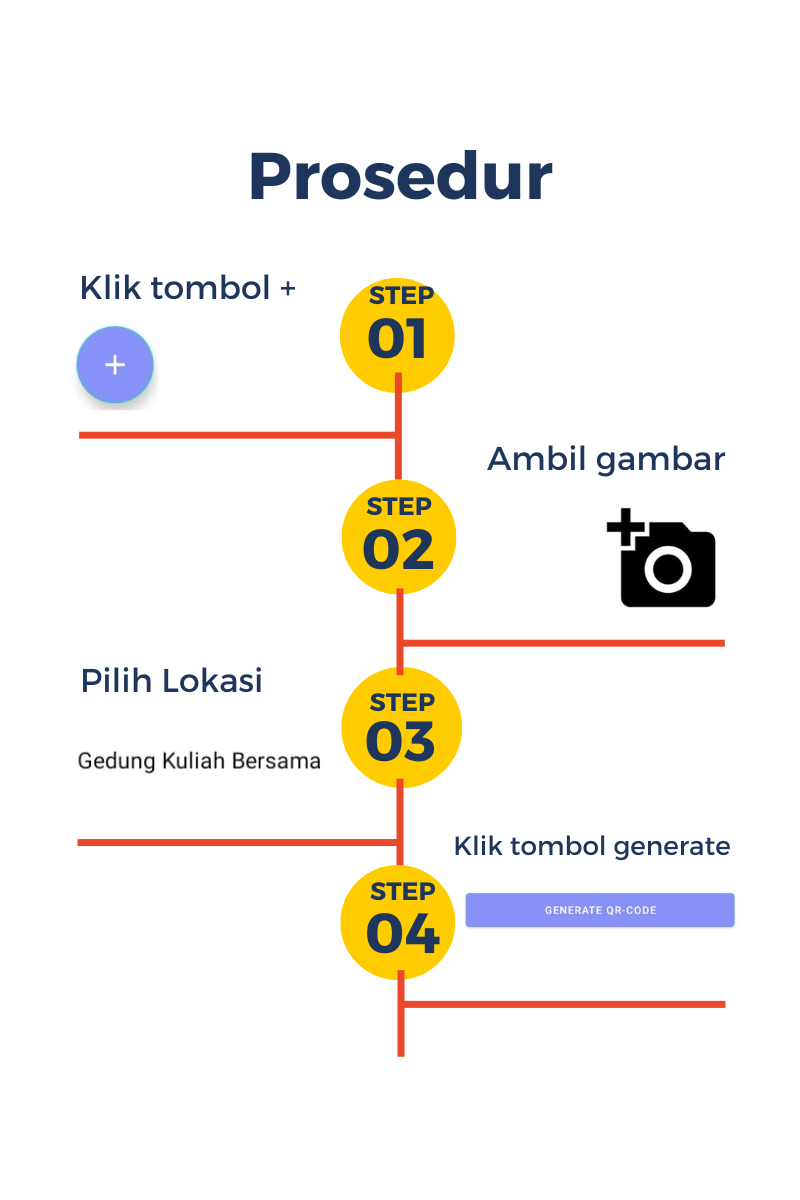 Prosedur
Klik tombol +
STEP
01
+
Ambil gambar
STEP
02
Pilih Lokasi
STEP
03
Gedung Kuliah Bersama
Klik tombol generate
STEP
04
GENERATE QR-CODE